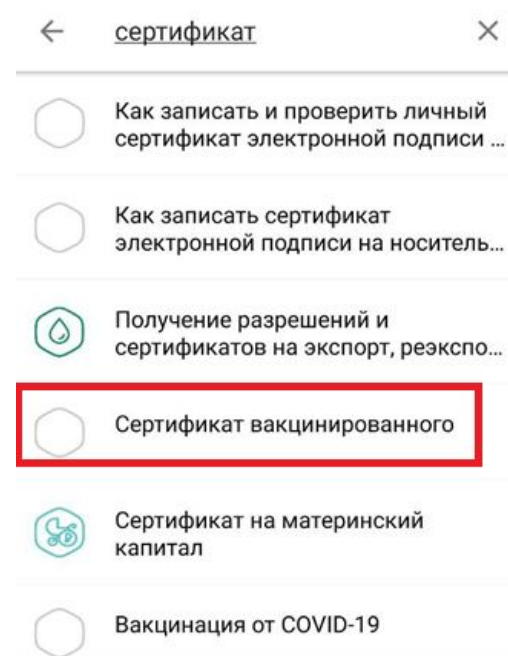 сертификат
Как записать и проверить личный
сертификат электронной подписи ...
Как записать сертификат
электронной подписи на носитель...
Получение разрешений и
сертификатов на экспорт, реэкспо...
Сертификат вакцинированного
Сертификат на материнский
капитал
Вакцинация от COVID-19